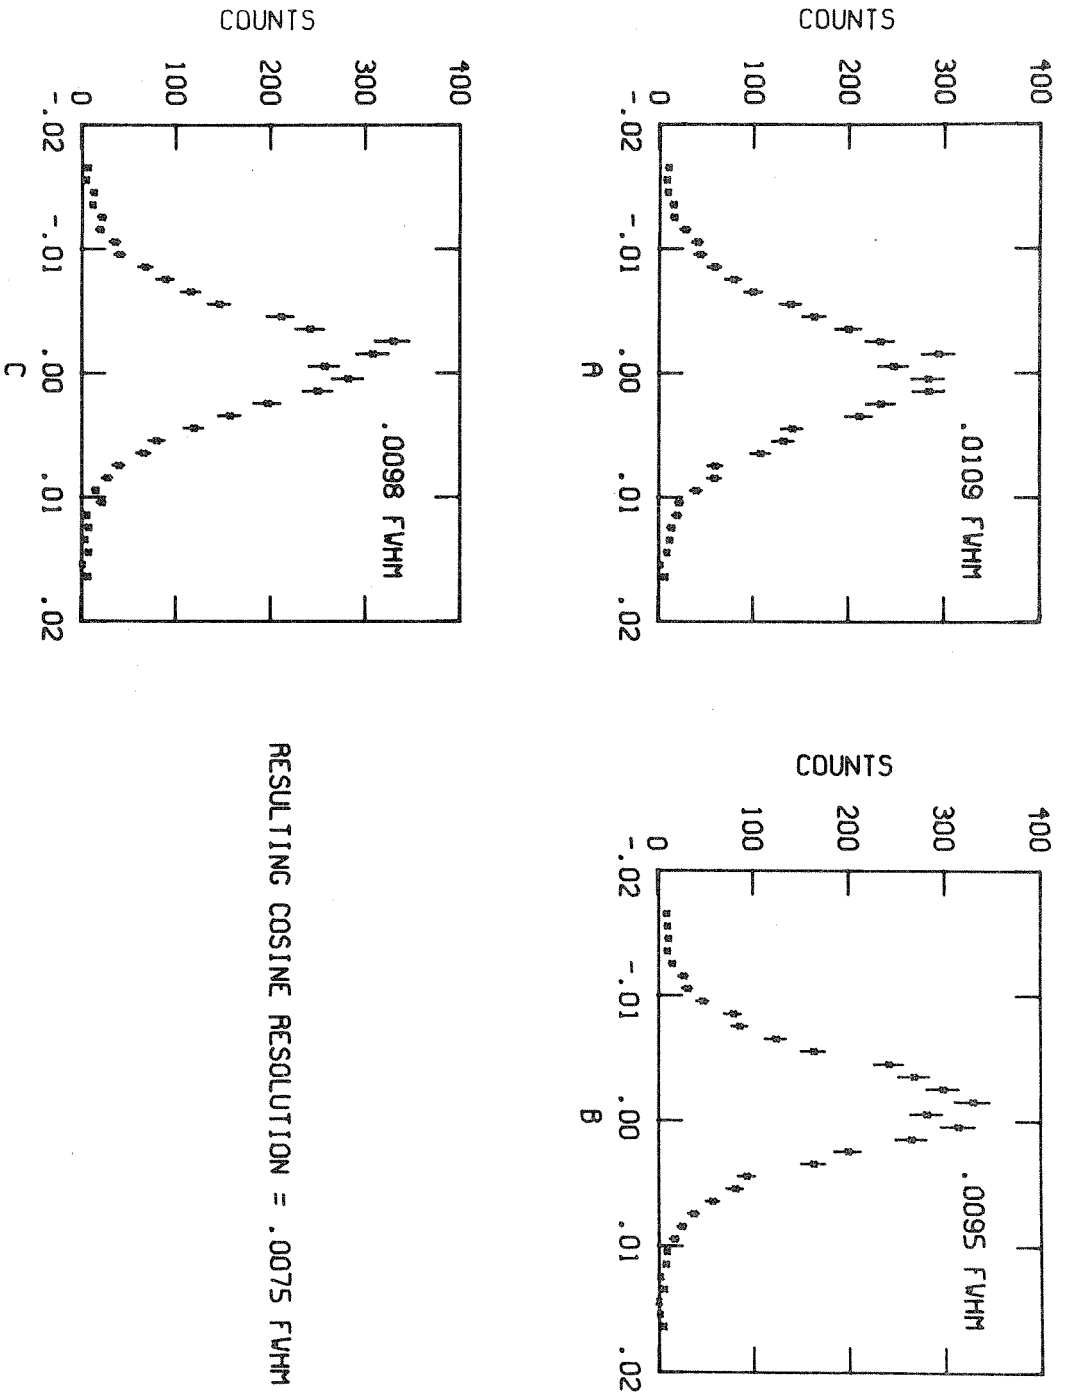 COUNTS
400
300
200
100
0
-.02 -.01 .00 .01 .02
A
.0109 FWHM
COUNTS
400
300
200
100
0
-.02 -.01 .00 .01 .02
B
.0095 FWHM
COUNTS
400
300
200
100
0
-.02 -.01 .00 .01 .02
C
.0098 FWHM
RESULTING COSINE RESOLUTION = .0075 FWHM